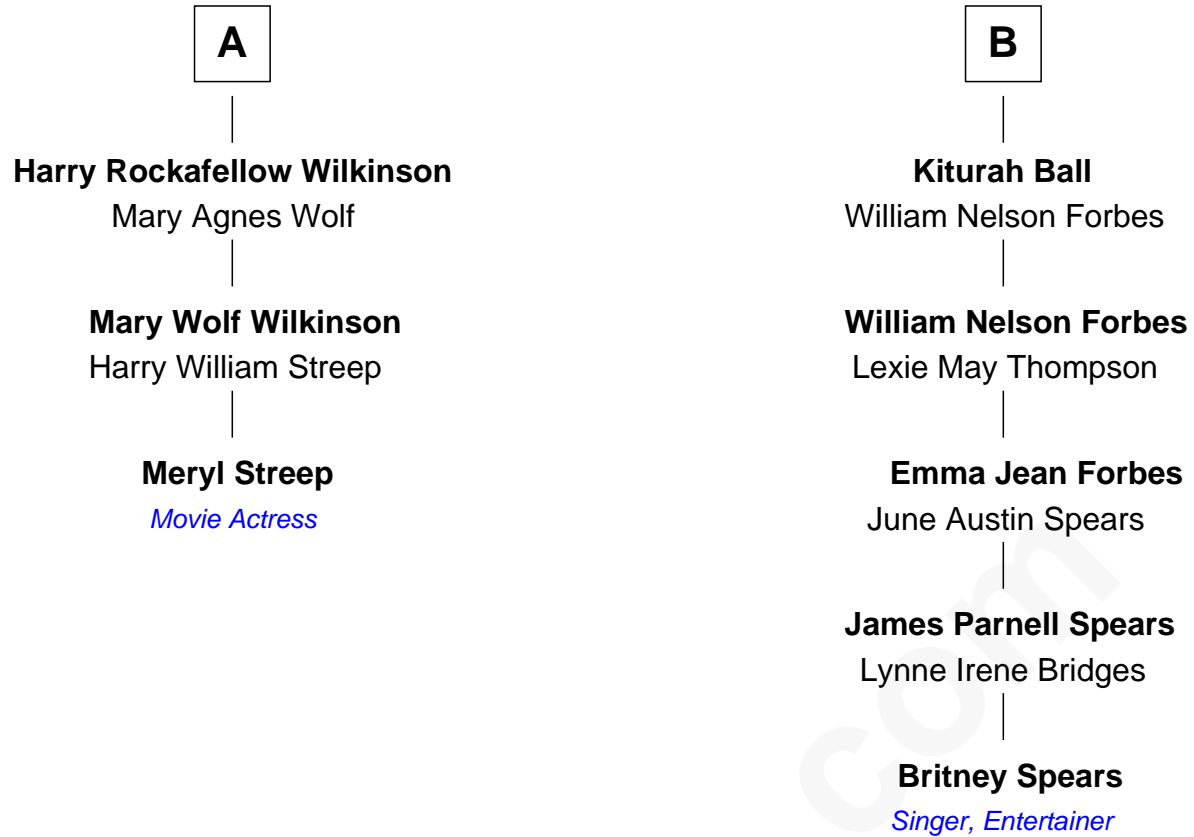 A
Harry Rockafellow Wilkinson
Mary Agnes Wolf
Mary Wolf Wilkinson
Harry William Streep
Meryl Streep
Movie Actress
B
Kiturah Ball
William Nelson Forbes
William Nelson Forbes
Lexie May Thompson
Emma Jean Forbes
June Austin Spears
James Parnell Spears
Lynne Irene Bridges
Britney Spears
Singer, Entertainer
com